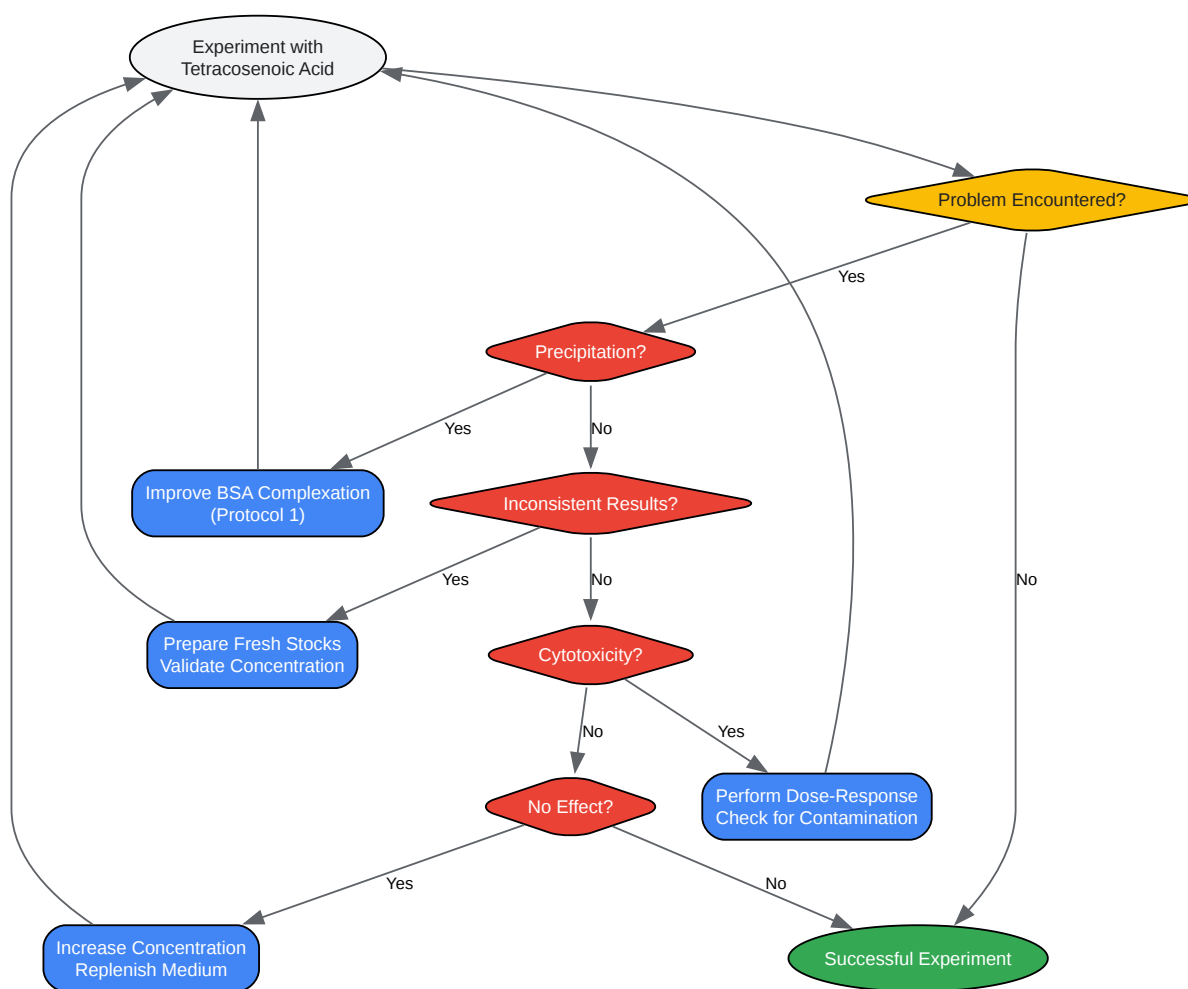 Experiment with
Tetracosenoic Acid
Problem Encountered?
Yes
Precipitation?
Yes
No
Improve BSA Complexation
(Protocol 1)
Inconsistent Results?
Yes
No
No
Prepare Fresh Stocks
Validate Concentration
Cytotoxicity?
No
Yes
No Effect?
Perform Dose-Response
Check for Contamination
Yes
No
Increase Concentration
Replenish Medium
Successful Experiment